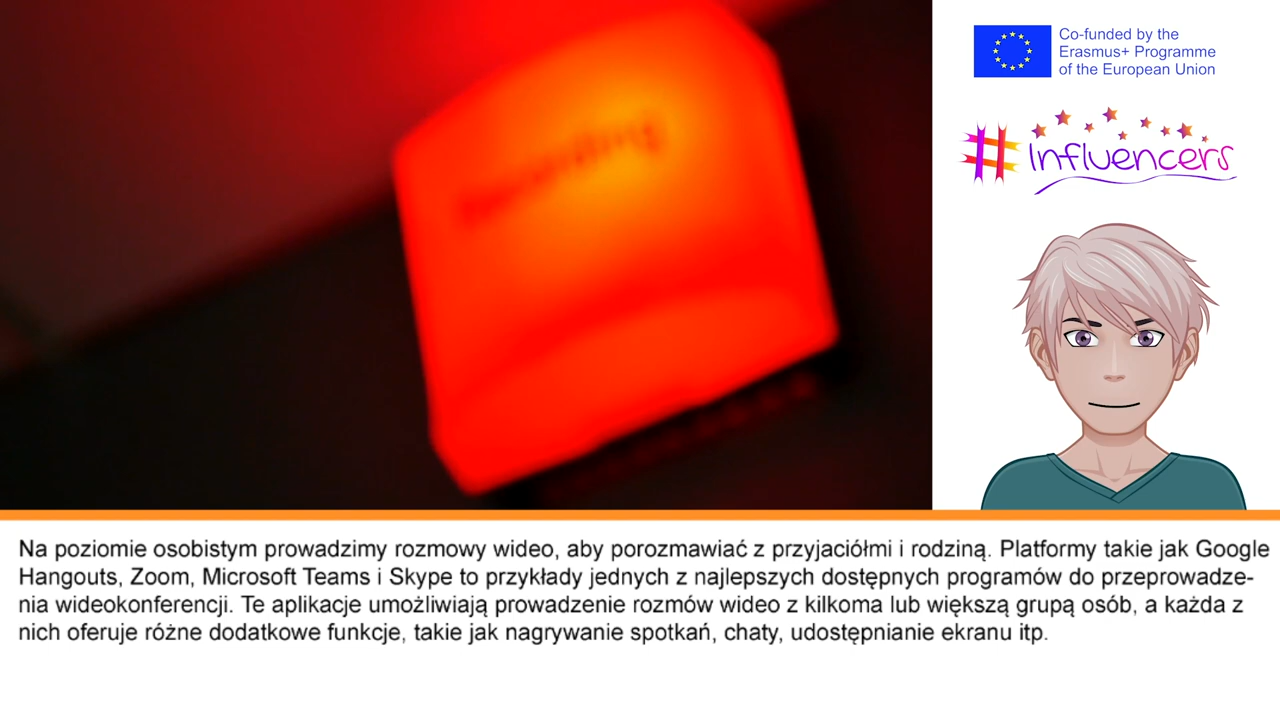 Recording
Co-funded by the
Erasmus+ Programme
of the European Union
#Influencers
Na poziomie osobistym prowadzimy rozmowy wideo, aby porozmawiać z przyjaciółmi i rodziną. Platformy takie jak Google
Hangouts, Zoom, Microsoft Teams i Skype to przykłady jednych z najlepszych dostępnych programów do przeprowadze-
nia wideokonferencji. Te aplikacje umożliwiają prowadzenie rozmów wideo z kilkoma lub większą grupą osób, a każda z
nich oferuje różne dodatkowe funkcje, takie jak nagrywanie spotkań, chaty, udostępnianie ekranu itp.